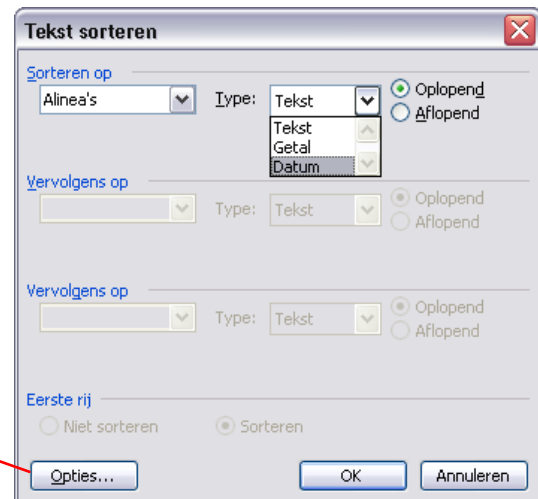 Tekst sorteren
Sorteren op
Alinea's Type: Tekst Oplopend
Aflopend
Tekst
Getal
Datum
Vervolgens op
Type: Tekst Oplopend
Aflopend
Vervolgens op
Type: Tekst Oplopend
Aflopend
Eerste rij
Niet sorteren Sorteren
Opties... OK Annuleren